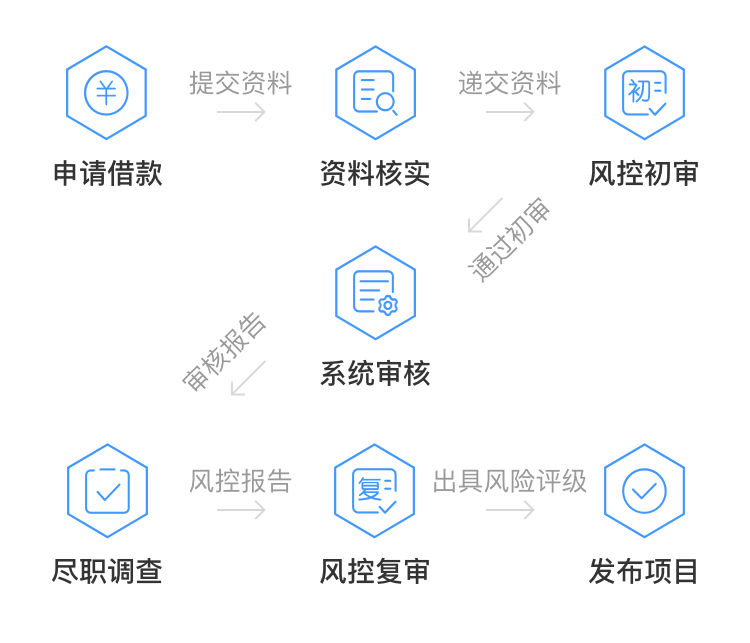 ¥
提交资料
递交资料
初
申请借款
资料核实
风控初审
通过初审
系统审核
审核报告
风控报告
复
出具风险评级
尽职调查
风控复审
发布项目